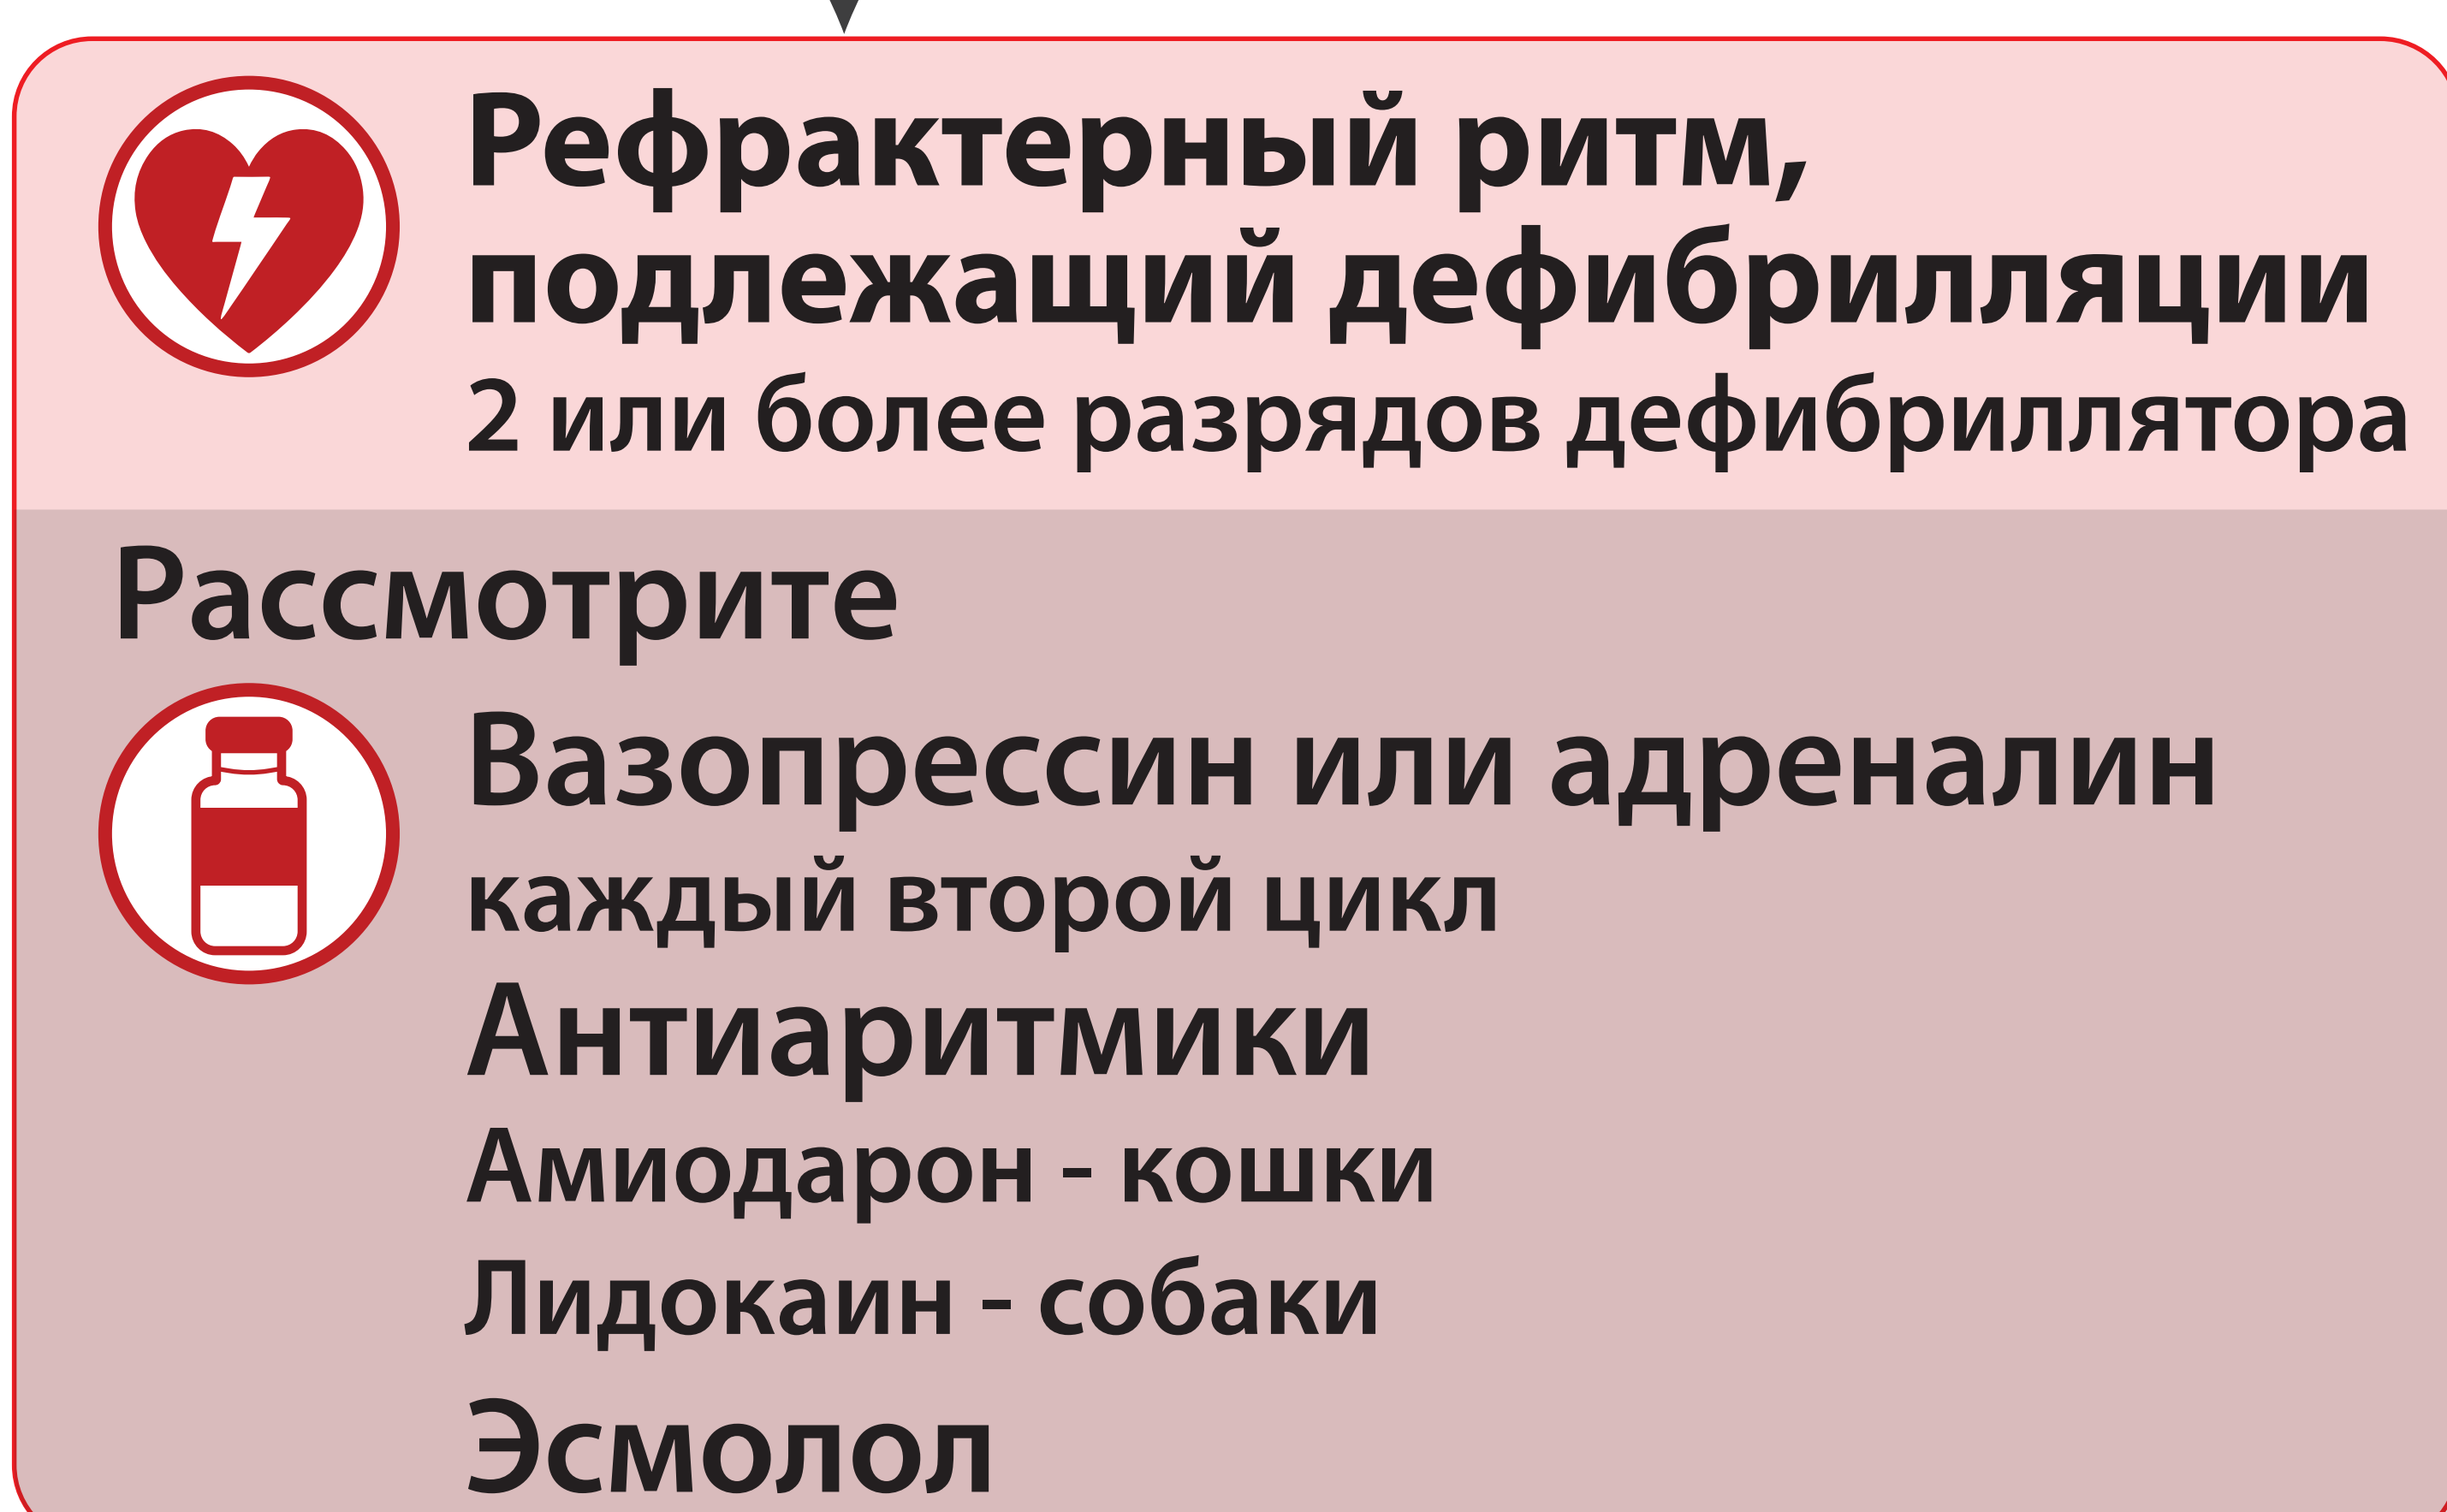 Рефрактерный ритм,
подлежащий дефибрилляции
2 или более разрядов дефибриллятора
Рассмотрите
Вазопрессин или адреналин
каждый второй цикл
Антиаритмики
Амиодарон - кошки
Лидокаин – собаки
Эсмолол